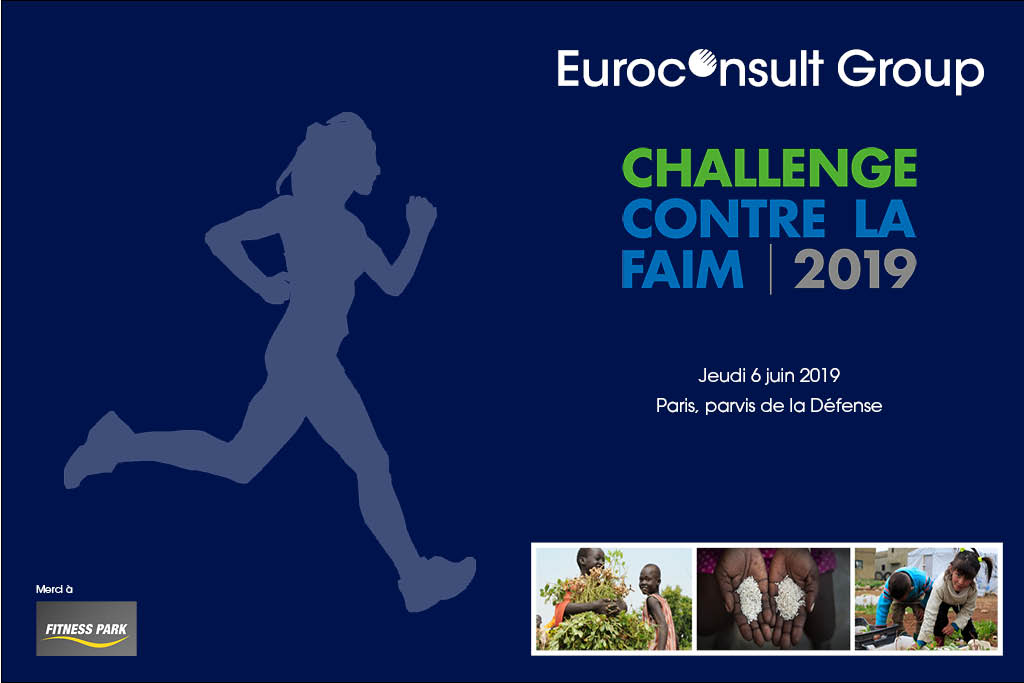 Euroconsult Group
CHALLENGE
CONTRE LA
FAIM | 2019
Jeudi 6 juin 2019
Paris, parvis de la Défense
Merci à
FITNESS PARK